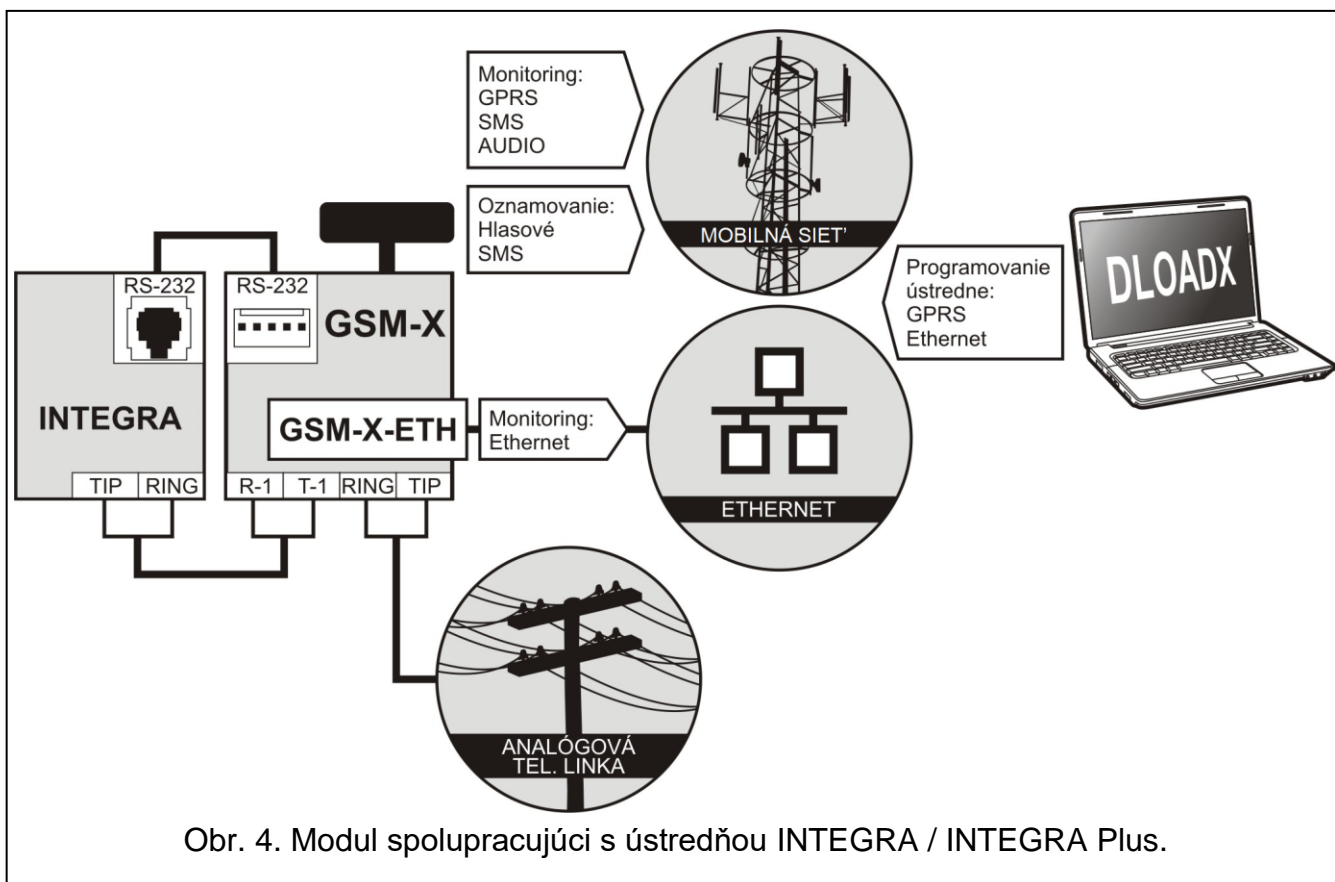 Monitoring:
GPRS
SMS
AUDIO
Oznamovanie:
Hlasové
SMS
MOBILNÁ SIEŤ
Programovanie
ústredne:
GPRS
Ethernet
DLOADX
RS-232
RS-232
GSM-X
INTEGRA
GSM-X-ETH
Monitoring:
Ethernet
TIP RING
R-1 T-1 RING TIP
ETHERNET
ANALÓGOVÁ
TEL. LINKA
Obr. 4. Modul spolupracujúci s ústredňou INTEGRA / INTEGRA Plus.